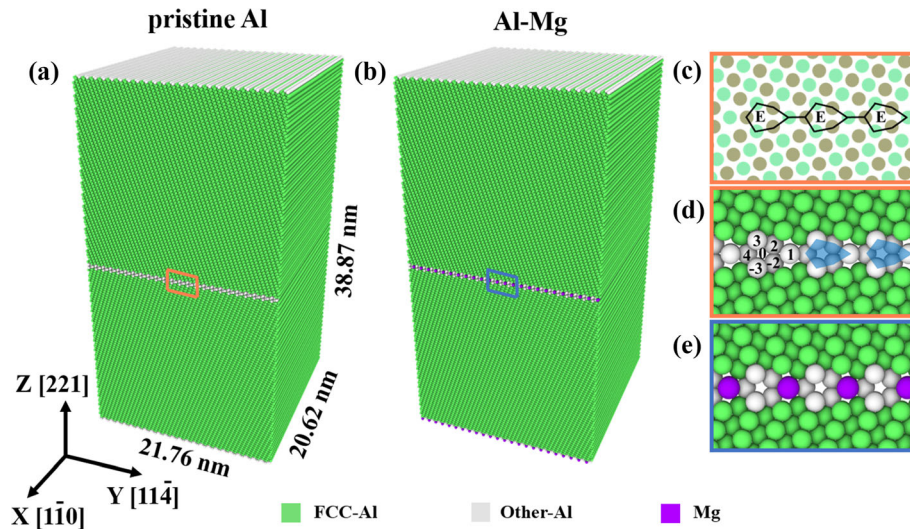 pristine Al
Al-Mg
(a)
(b)
(c)
E E E
(d)
3
4 0 2
1
-3 -2
(e)
38.87 nm
20.62 nm
21.76 nm
Z [221]
Y [114̄]
X [11̄0]
FCC-Al
Other-Al
Mg